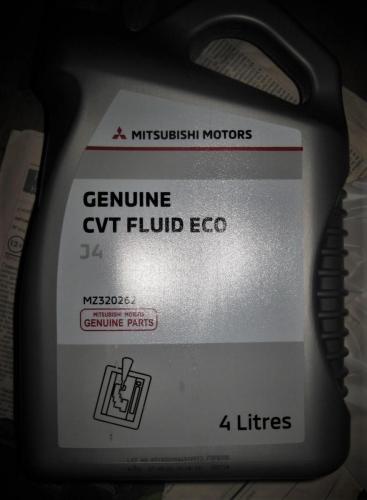 MITSUBISHI MOTORS
GENUINE
CVT FLUID ECO
J4
MZ320262
MITSUBISHI MOTORS
GENUINE PARTS
4 Litres